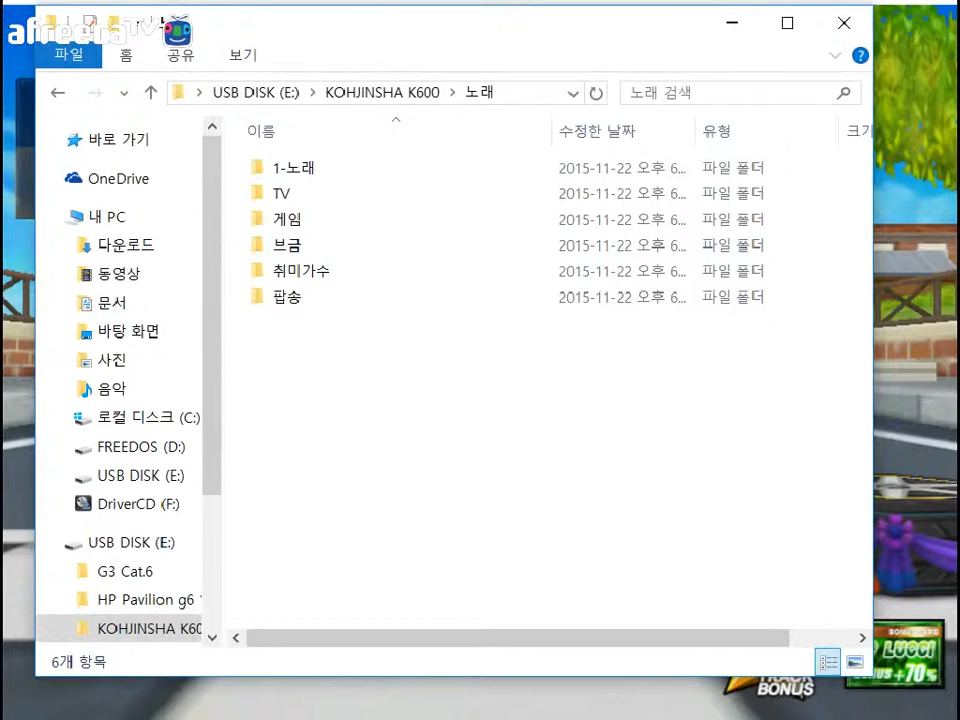 afreecaTV
파일 홈 공유 보기
USB DISK (E:) > KOHJINSHA K600 > 노래
노래 검색
이름 수정한 날짜 유형 크기
1-노래 2015-11-22 오후 6... 파일 폴더
TV 2015-11-22 오후 6... 파일 폴더
게임 2015-11-22 오후 6... 파일 폴더
브금 2015-11-22 오후 6... 파일 폴더
취미가수 2015-11-22 오후 6... 파일 폴더
팝송 2015-11-22 오후 6... 파일 폴더
바로 가기
OneDrive
내 PC
다운로드
동영상
문서
바탕 화면
사진
음악
로컬 디스크 (C:)
FREEDOS (D:)
USB DISK (E:)
DriverCD (F:)
USB DISK (E:)
G3 Cat.6
HP Pavilion g6
KOHJINSHA K60
6개 항목
LUCCI
+70%
BONUS